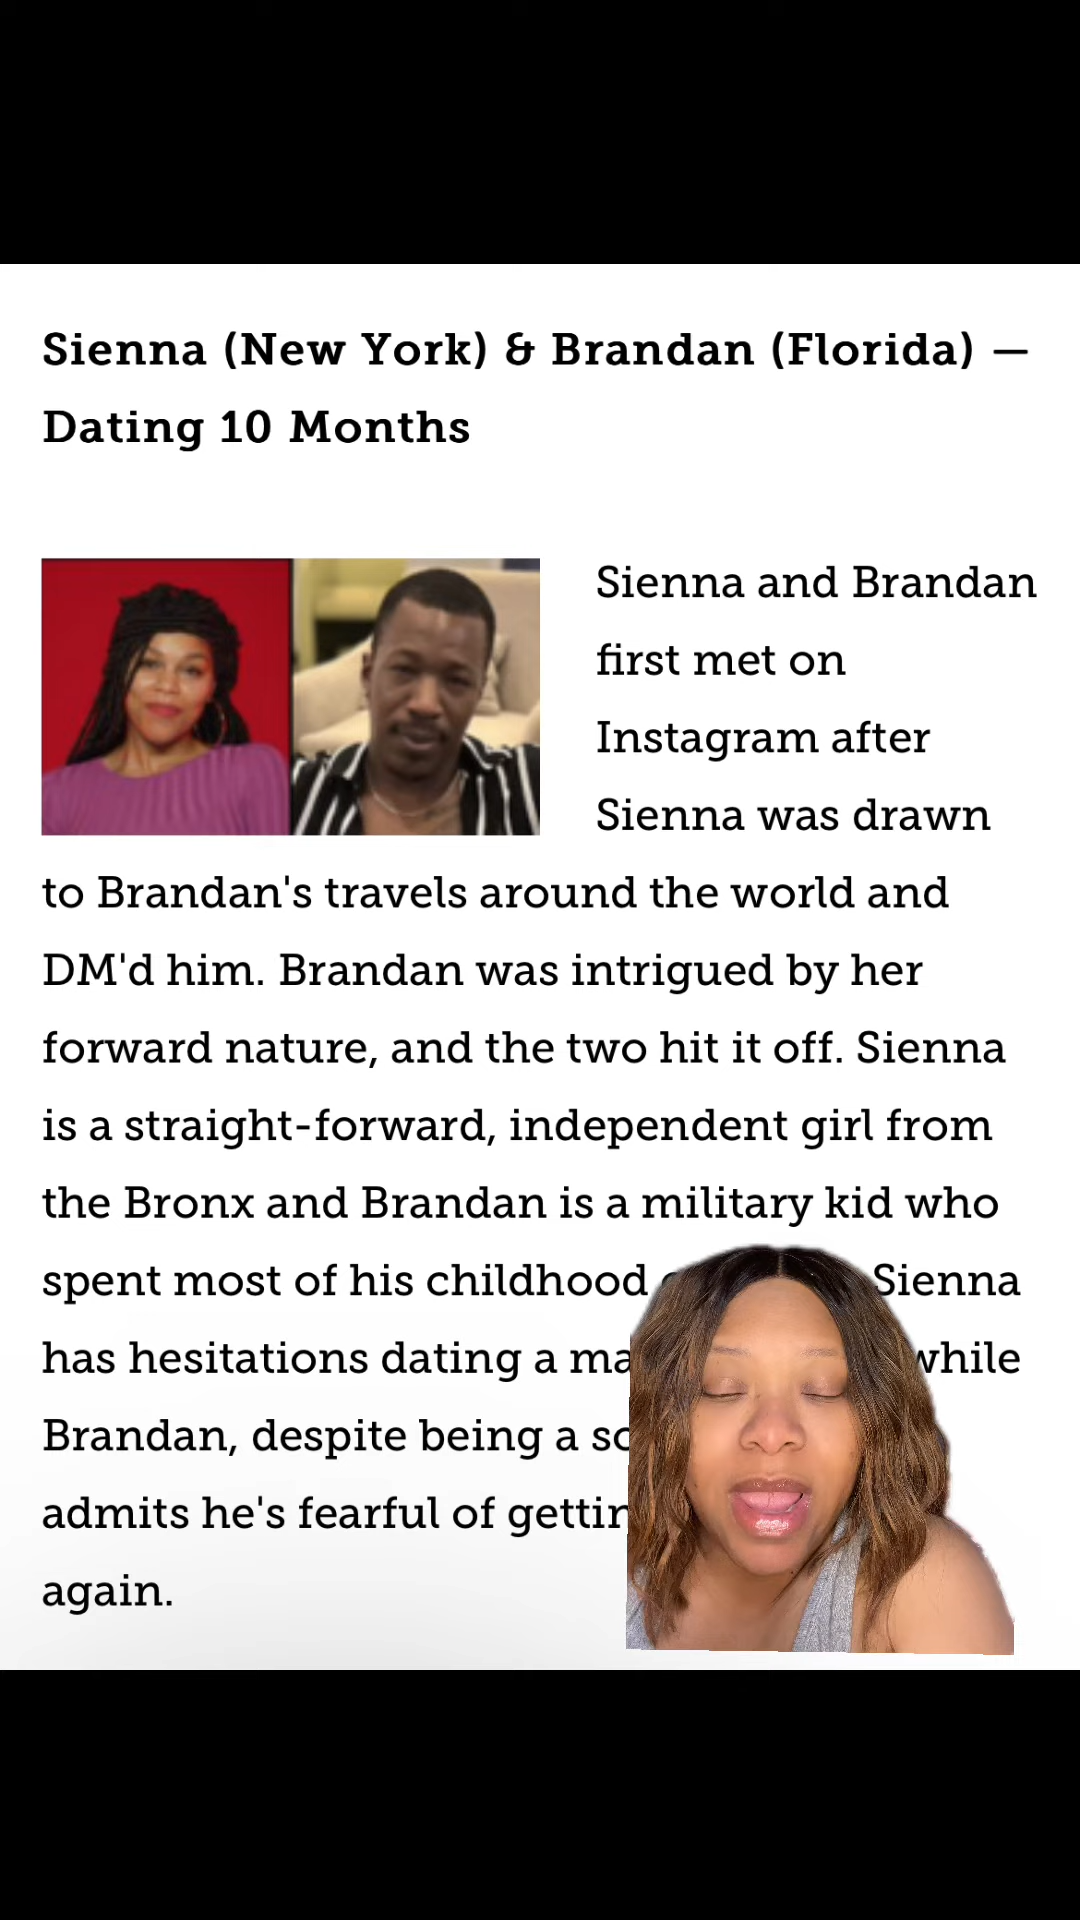 Sienna (New York) & Brandan (Florida) —
Dating 10 Months
Sienna and Brandan
first met on
Instagram after
Sienna was drawn
to Brandan's travels around the world and
DM'd him. Brandan was intrigued by her
forward nature, and the two hit it off. Sienna
is a straight-forward, independent girl from
the Bronx and Brandan is a military kid who
spent most of his childhood Sienna
has hesitations dating a while
Brandan, despite being a
admits he's fearful of
again.